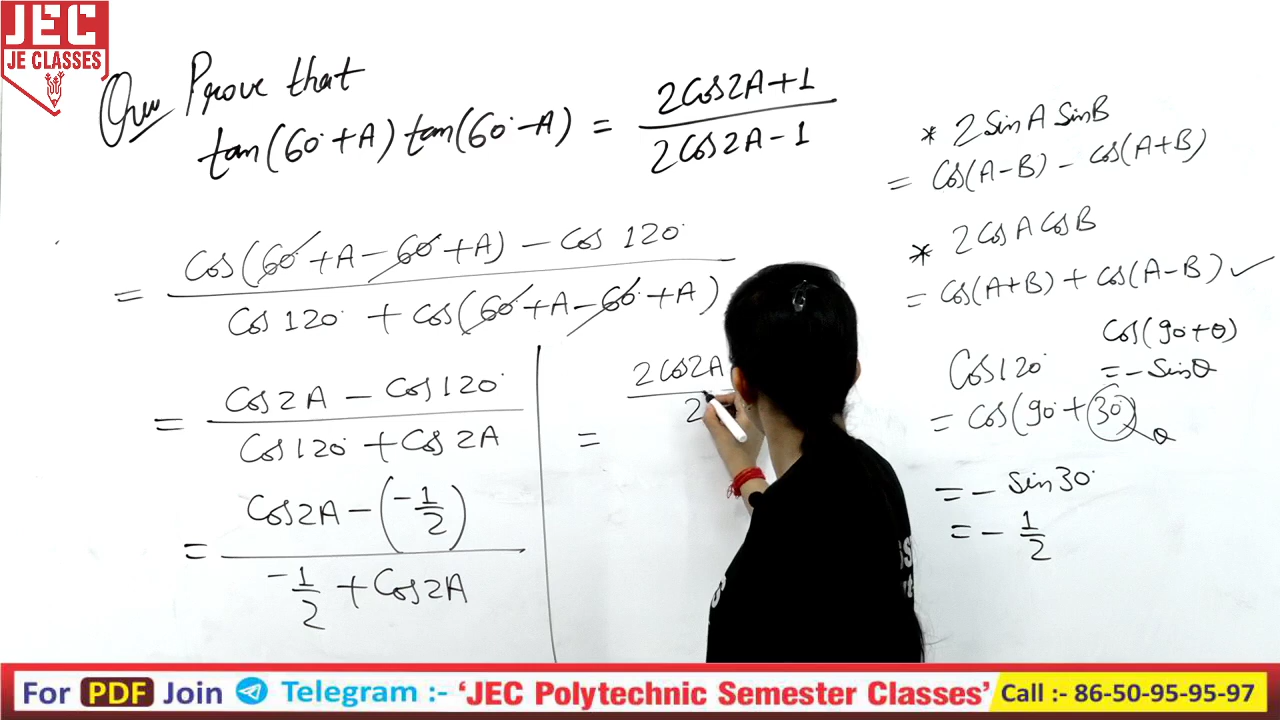 JEC
JE CLASSES
Que Prove that
tan(60°+A) tan(60°-A) = 2Cos2A+1 / 2Cos2A-1
= Cos(60°+A-60°+A) - Cos 120° / Cos 120° + Cos(60°+A-60°+A)
= Cos2A - Cos120° / Cos120° + Cos 2A
= Cos2A - (-1/2) / -1/2 + Cos2A
= 2Cos2A / 2
* 2SinA SinB
= Cos(A-B) - Cos(A+B)
* 2CosA CosB
= Cos(A+B) + Cos(A-B) ✓
Cos(90°+θ)
= -Sinθ
Cos120°
= Cos(90°+30°) θ
= - Sin30°
= - 1/2
For PDF Join Telegram :- ‘JEC Polytechnic Semester Classes’ Call :- 86-50-95-95-97